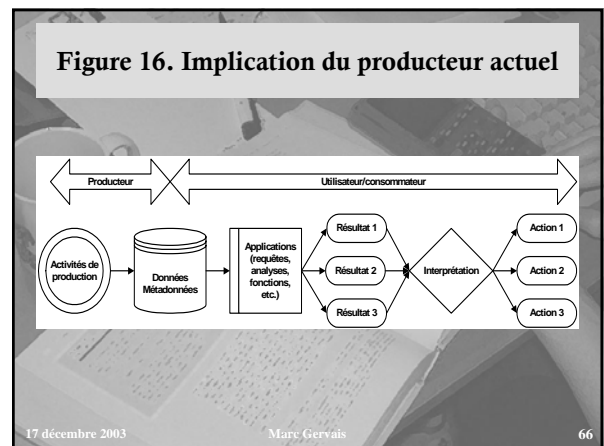 Figure 16. Implication du producteur actuel
Producteur
Utilisateur/consommateur
Activités de
production
Données
Métadonnées
Applications
(requêtes,
analyses,
fonctions,
etc.)
Résultat 1
Résultat 2
Résultat 3
Interprétation
Action 1
Action 2
Action 3
17 décembre 2003
Marc Gervais
66